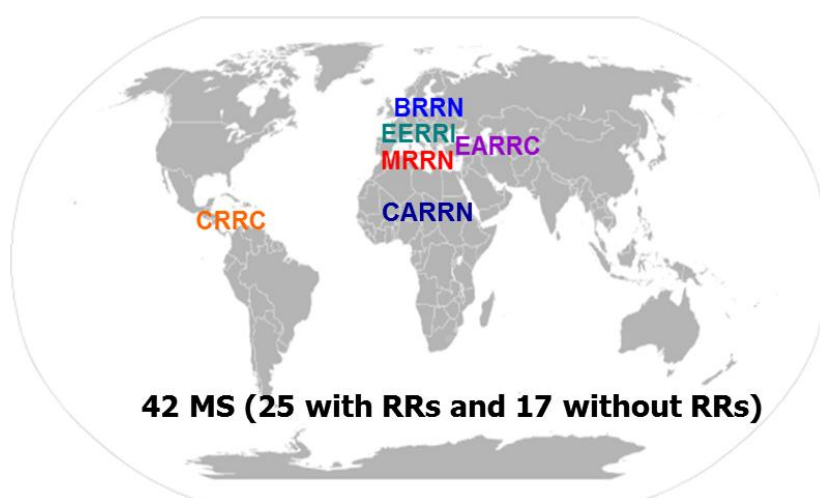 BRRN
EERRI
EARRC
MRRN
CARRN
CRRC
42 MS (25 with RRs and 17 without RRs)